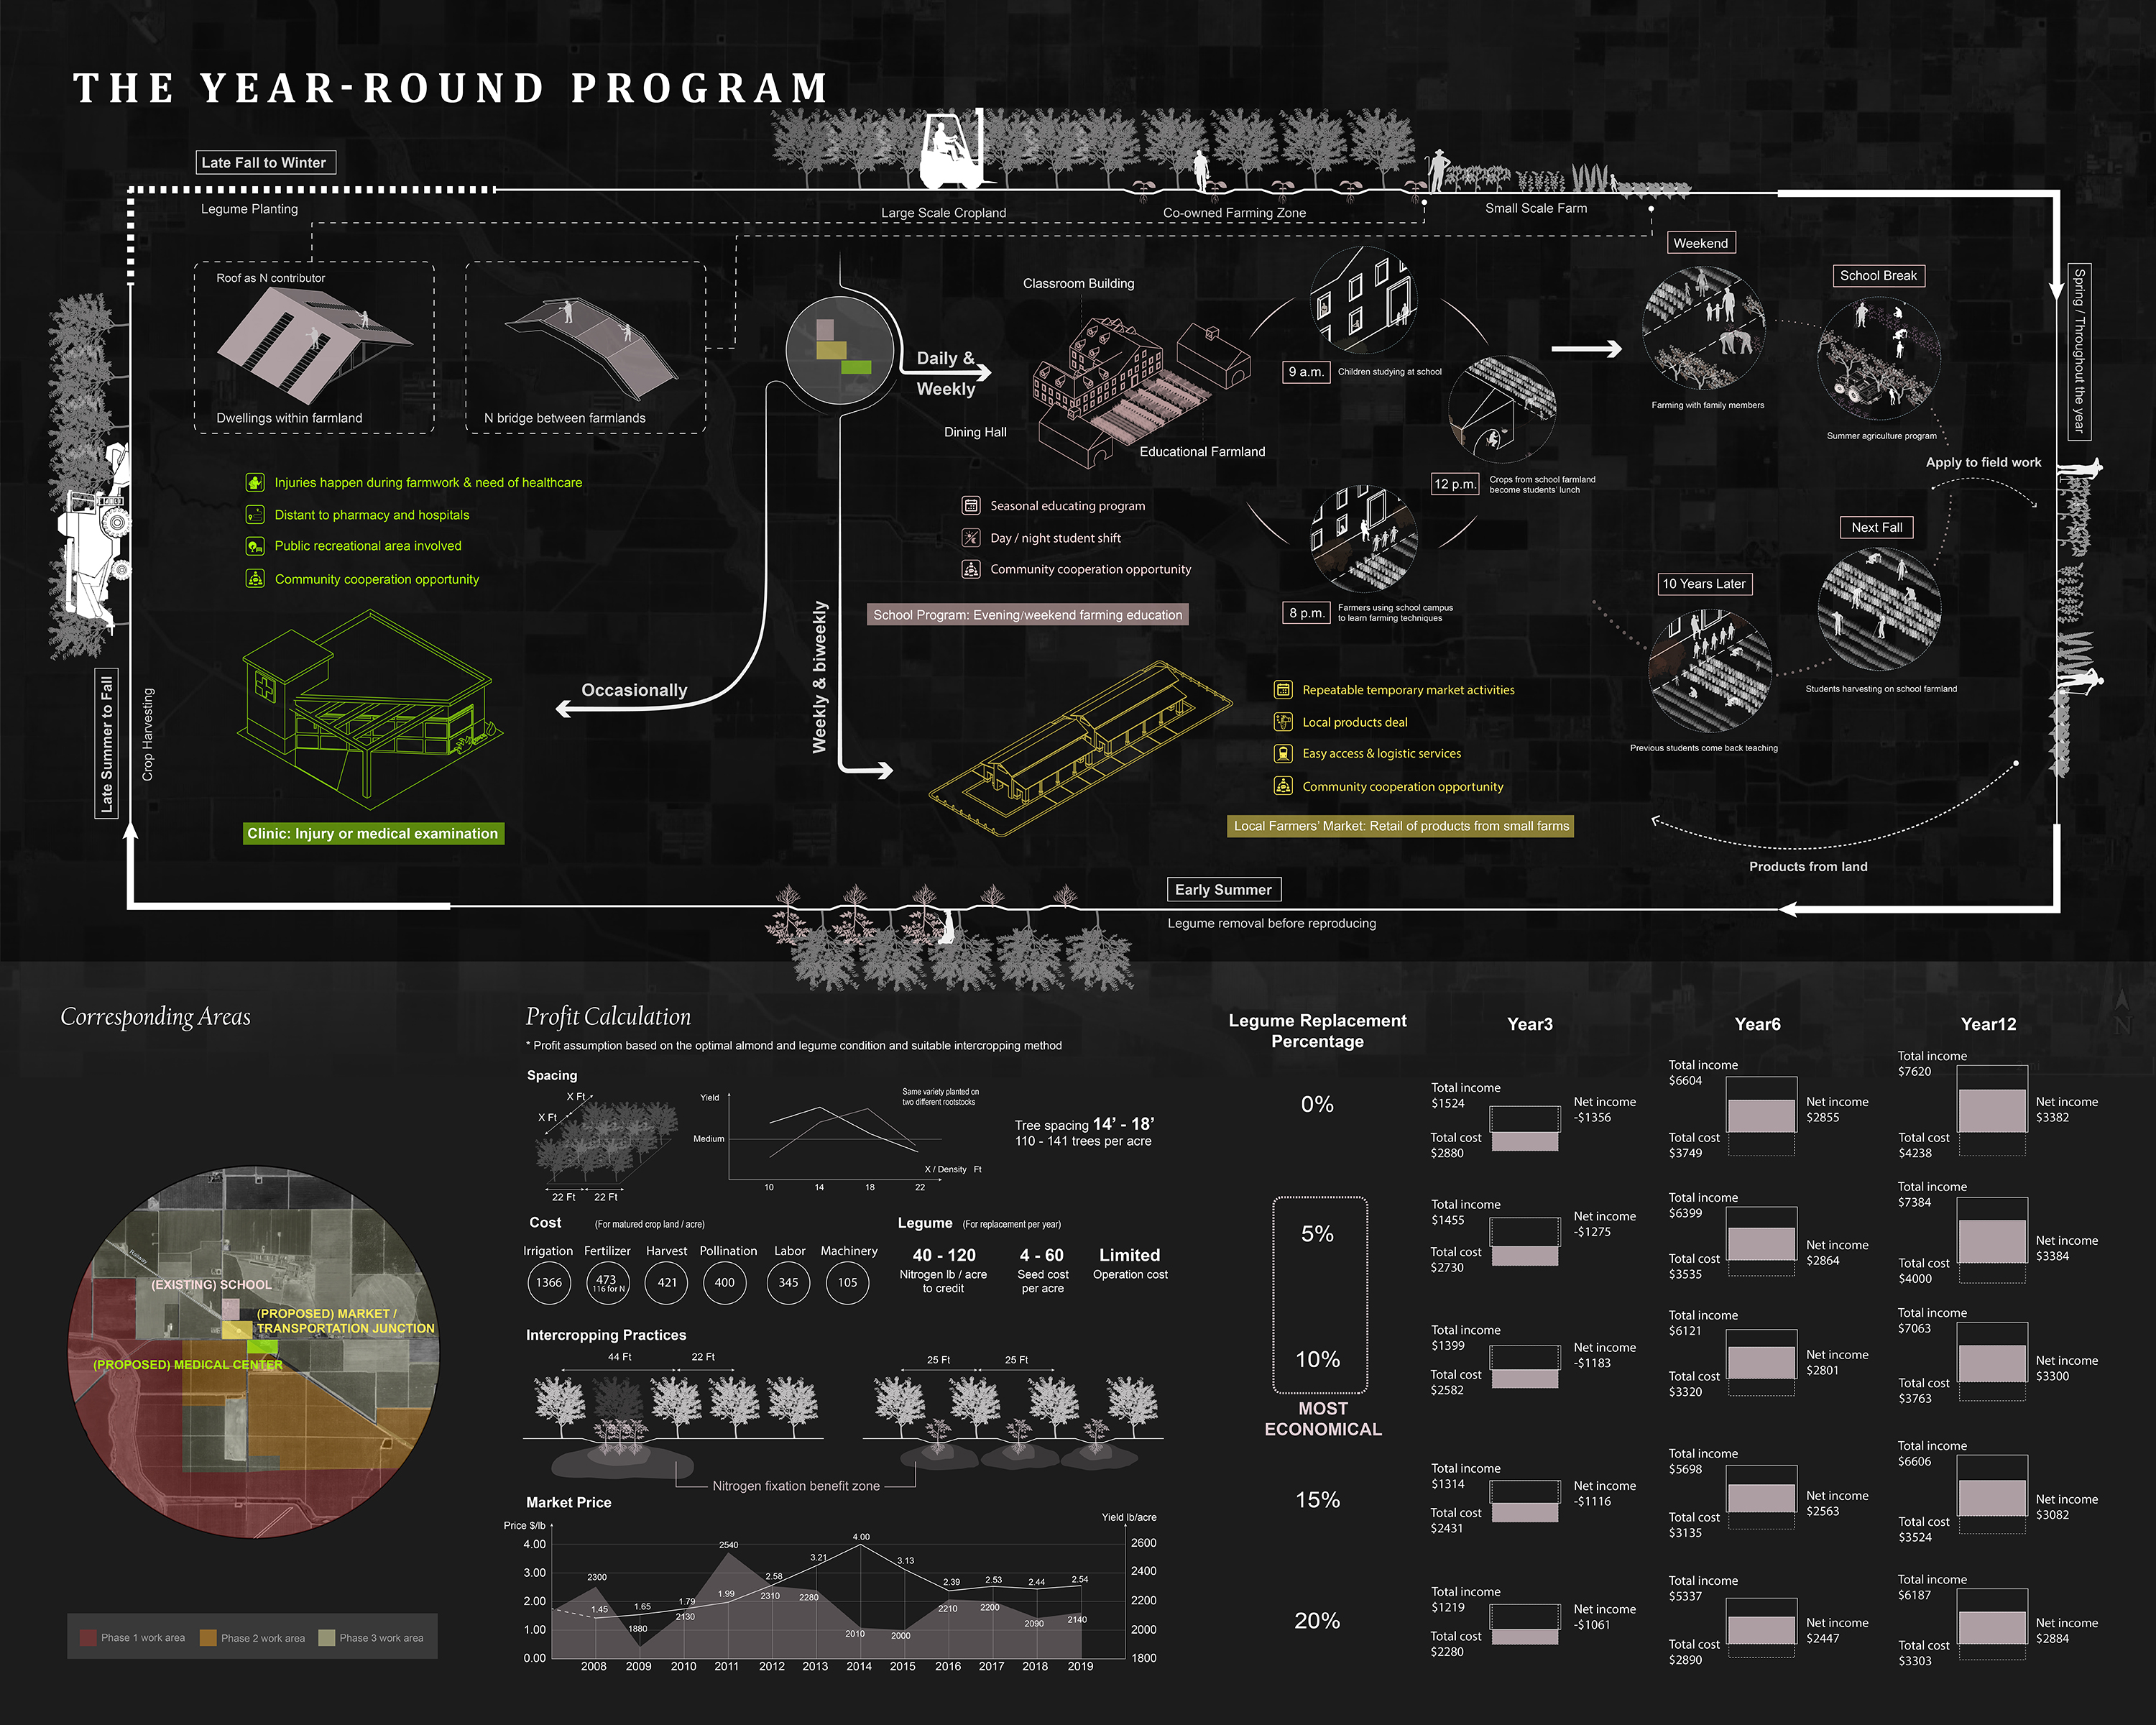 THE YEAR-ROUND PROGRAM
Late Fall to Winter
Legume Planting
Large Scale Cropland
Co-owned Farming Zone
Small Scale Farm
Spring / Throughout the year
Roof as N contributor
Dwellings within farmland
N bridge between farmlands
Injuries happen during farmwork & need of healthcare
Distant to pharmacy and hospitals
Public recreational area involved
Community cooperation opportunity
Clinic: Injury or medical examination
Late Summer to Fall
Crop Harvesting
Occasionally
Weekly & biweekly
Daily &
Weekly
Classroom Building
Dining Hall
Educational Farmland
Seasonal educating program
Day / night student shift
Community cooperation opportunity
School Program: Evening/weekend farming education
9 a.m.
Children studying at school
12 p.m.
Crops from school farmland
become students' lunch
8 p.m.
Farmers using school campus
to learn farming techniques
Weekend
Farming with family members
School Break
Summer agriculture program
Apply to field work
Next Fall
Students harvesting on school farmland
10 Years Later
Previous students come back teaching
Repeatable temporary market activities
Local products deal
Easy access & logistic services
Community cooperation opportunity
Local Farmers' Market: Retail of products from small farms
Products from land
Early Summer
Legume removal before reproducing
Corresponding Areas
Railway
(EXISTING) SCHOOL
(PROPOSED) MARKET /
TRANSPORTATION JUNCTION
(PROPOSED) MEDICAL CENTER
Phase 1 work area
Phase 2 work area
Phase 3 work area
Profit Calculation
* Profit assumption based on the optimal almond and legume condition and suitable intercropping method
Spacing
X Ft
X Ft
22 Ft
22 Ft
Yield
Medium
Same variety planted on
two different rootstocks
X / Density Ft
10 14 18 22
Tree spacing 14' - 18'
110 - 141 trees per acre
Cost (For matured crop land / acre)
Irrigation Fertilizer Harvest Pollination Labor Machinery
1366 473 421 400 345 105
116 for N
Legume (For replacement per year)
40 - 120 4 - 60 Limited
Nitrogen lb / acre Seed cost Operation cost
to credit per acre
Intercropping Practices
44 Ft 22 Ft
25 Ft 25 Ft
Nitrogen fixation benefit zone
Market Price
Price $/lb
Yield lb/acre
4.00
3.00
2.00
1.00
0.00
2600
2400
2200
2000
1800
1.45 1.65 1.79 1.99 2.58 3.21 4.00 3.13 2.39 2.53 2.44 2.54
2300 1880 2130 2540 2310 2280 2010 2000 2210 2200 2090 2140
2008 2009 2010 2011 2012 2013 2014 2015 2016 2017 2018 2019
Legume Replacement
Percentage
Year3
Year6
Year12
N
0%
Total income
$1524
Total cost
$2880
Net income
-$1356
Total income
$6604
Total cost
$3749
Net income
$2855
Total income
$7620
Total cost
$4238
Net income
$3382
5%
Total income
$1455
Total cost
$2730
Net income
-$1275
Total income
$6399
Total cost
$3535
Net income
$2864
Total income
$7384
Total cost
$4000
Net income
$3384
10%
Total income
$1399
Total cost
$2582
Net income
-$1183
Total income
$6121
Total cost
$3320
Net income
$2801
Total income
$7063
Total cost
$3763
Net income
$3300
MOST
ECONOMICAL
15%
Total income
$1314
Total cost
$2431
Net income
-$1116
Total income
$5698
Total cost
$3135
Net income
$2563
Total income
$6606
Total cost
$3524
Net income
$3082
20%
Total income
$1219
Total cost
$2280
Net income
-$1061
Total income
$5337
Total cost
$2890
Net income
$2447
Total income
$6187
Total cost
$3303
Net income
$2884